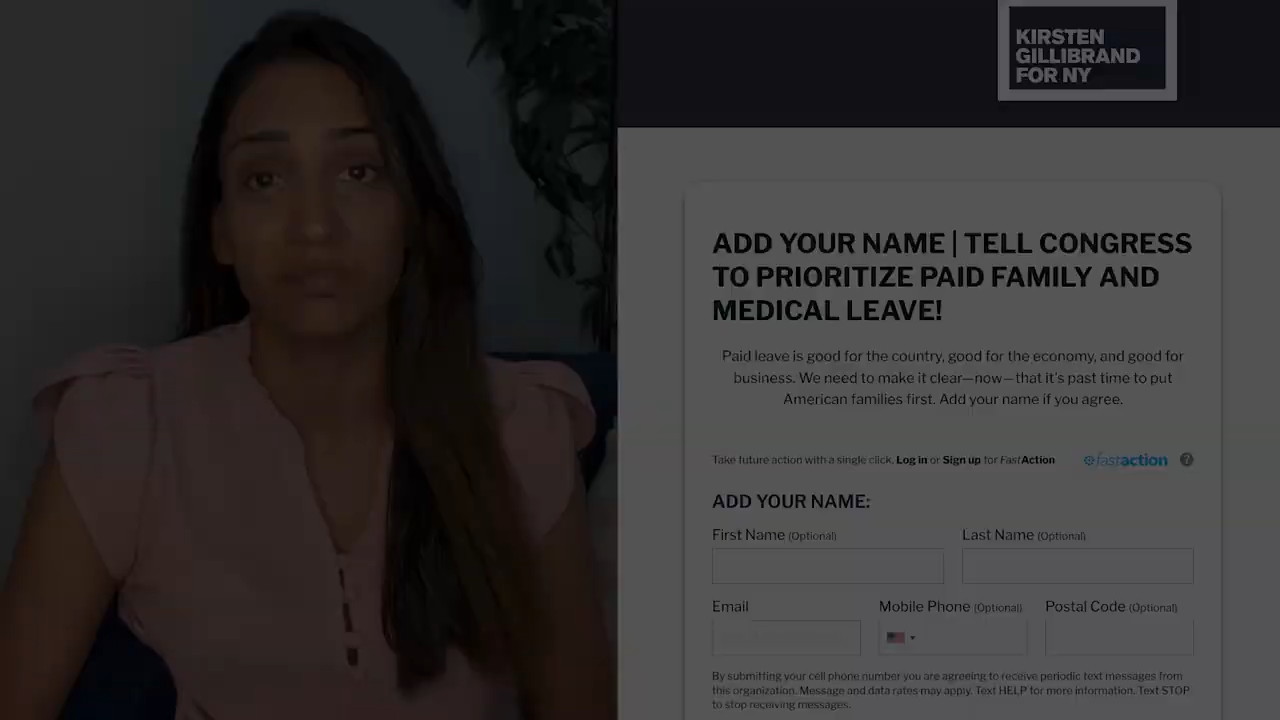 KIRSTEN
GILLIBRAND
FOR NY
ADD YOUR NAME | TELL CONGRESS
TO PRIORITIZE PAID FAMILY AND
MEDICAL LEAVE!
Paid leave is good for the country, good for the economy, and good for
business. We need to make it clear—now—that it's past time to put
American families first. Add your name if you agree.
Take future action with a single click. Log in or Sign up for FastAction
fastaction ?
ADD YOUR NAME:
First Name (Optional) Last Name (Optional)
Email Mobile Phone (Optional) Postal Code (Optional)
By submitting your cell phone number you are agreeing to receive periodic text messages from
this organization. Message and data rates may apply. Text HELP for more information. Text STOP
to stop receiving messages.